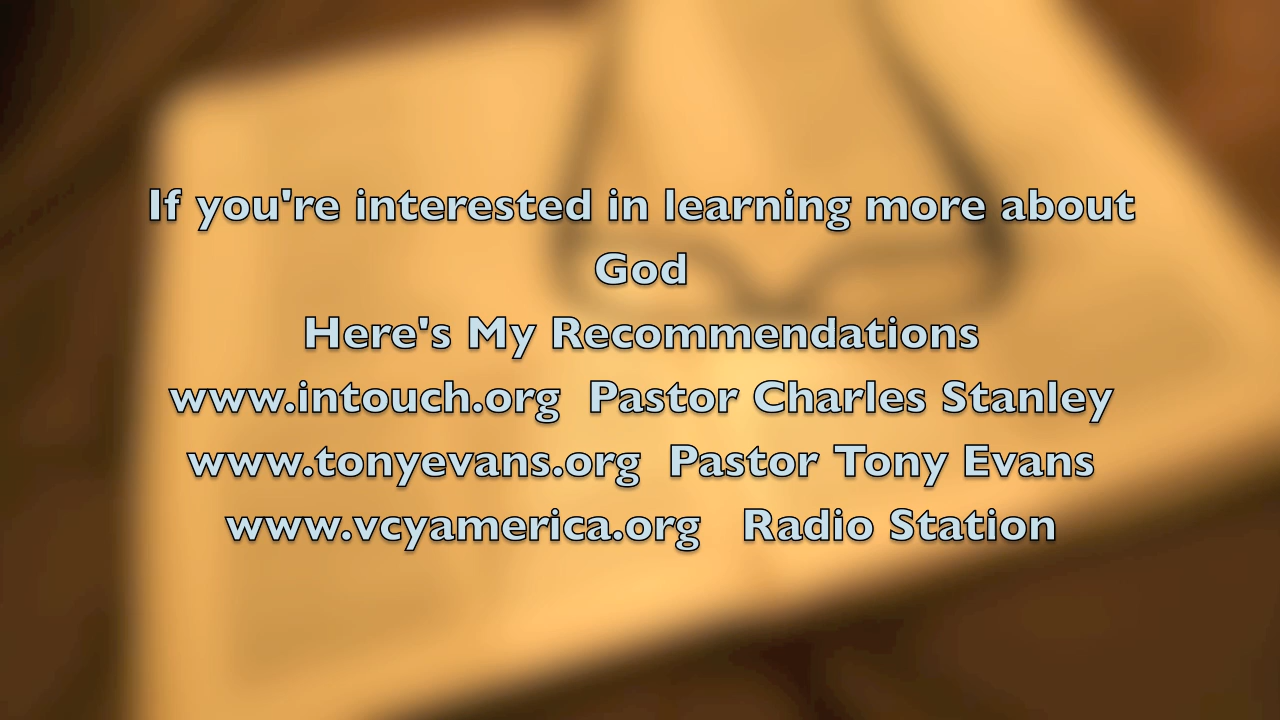 If you're interested in learning more about
God
Here's My Recommendations
www.intouch.org  Pastor Charles Stanley
www.tonyevans.org  Pastor Tony Evans
www.vcyamerica.org   Radio Station